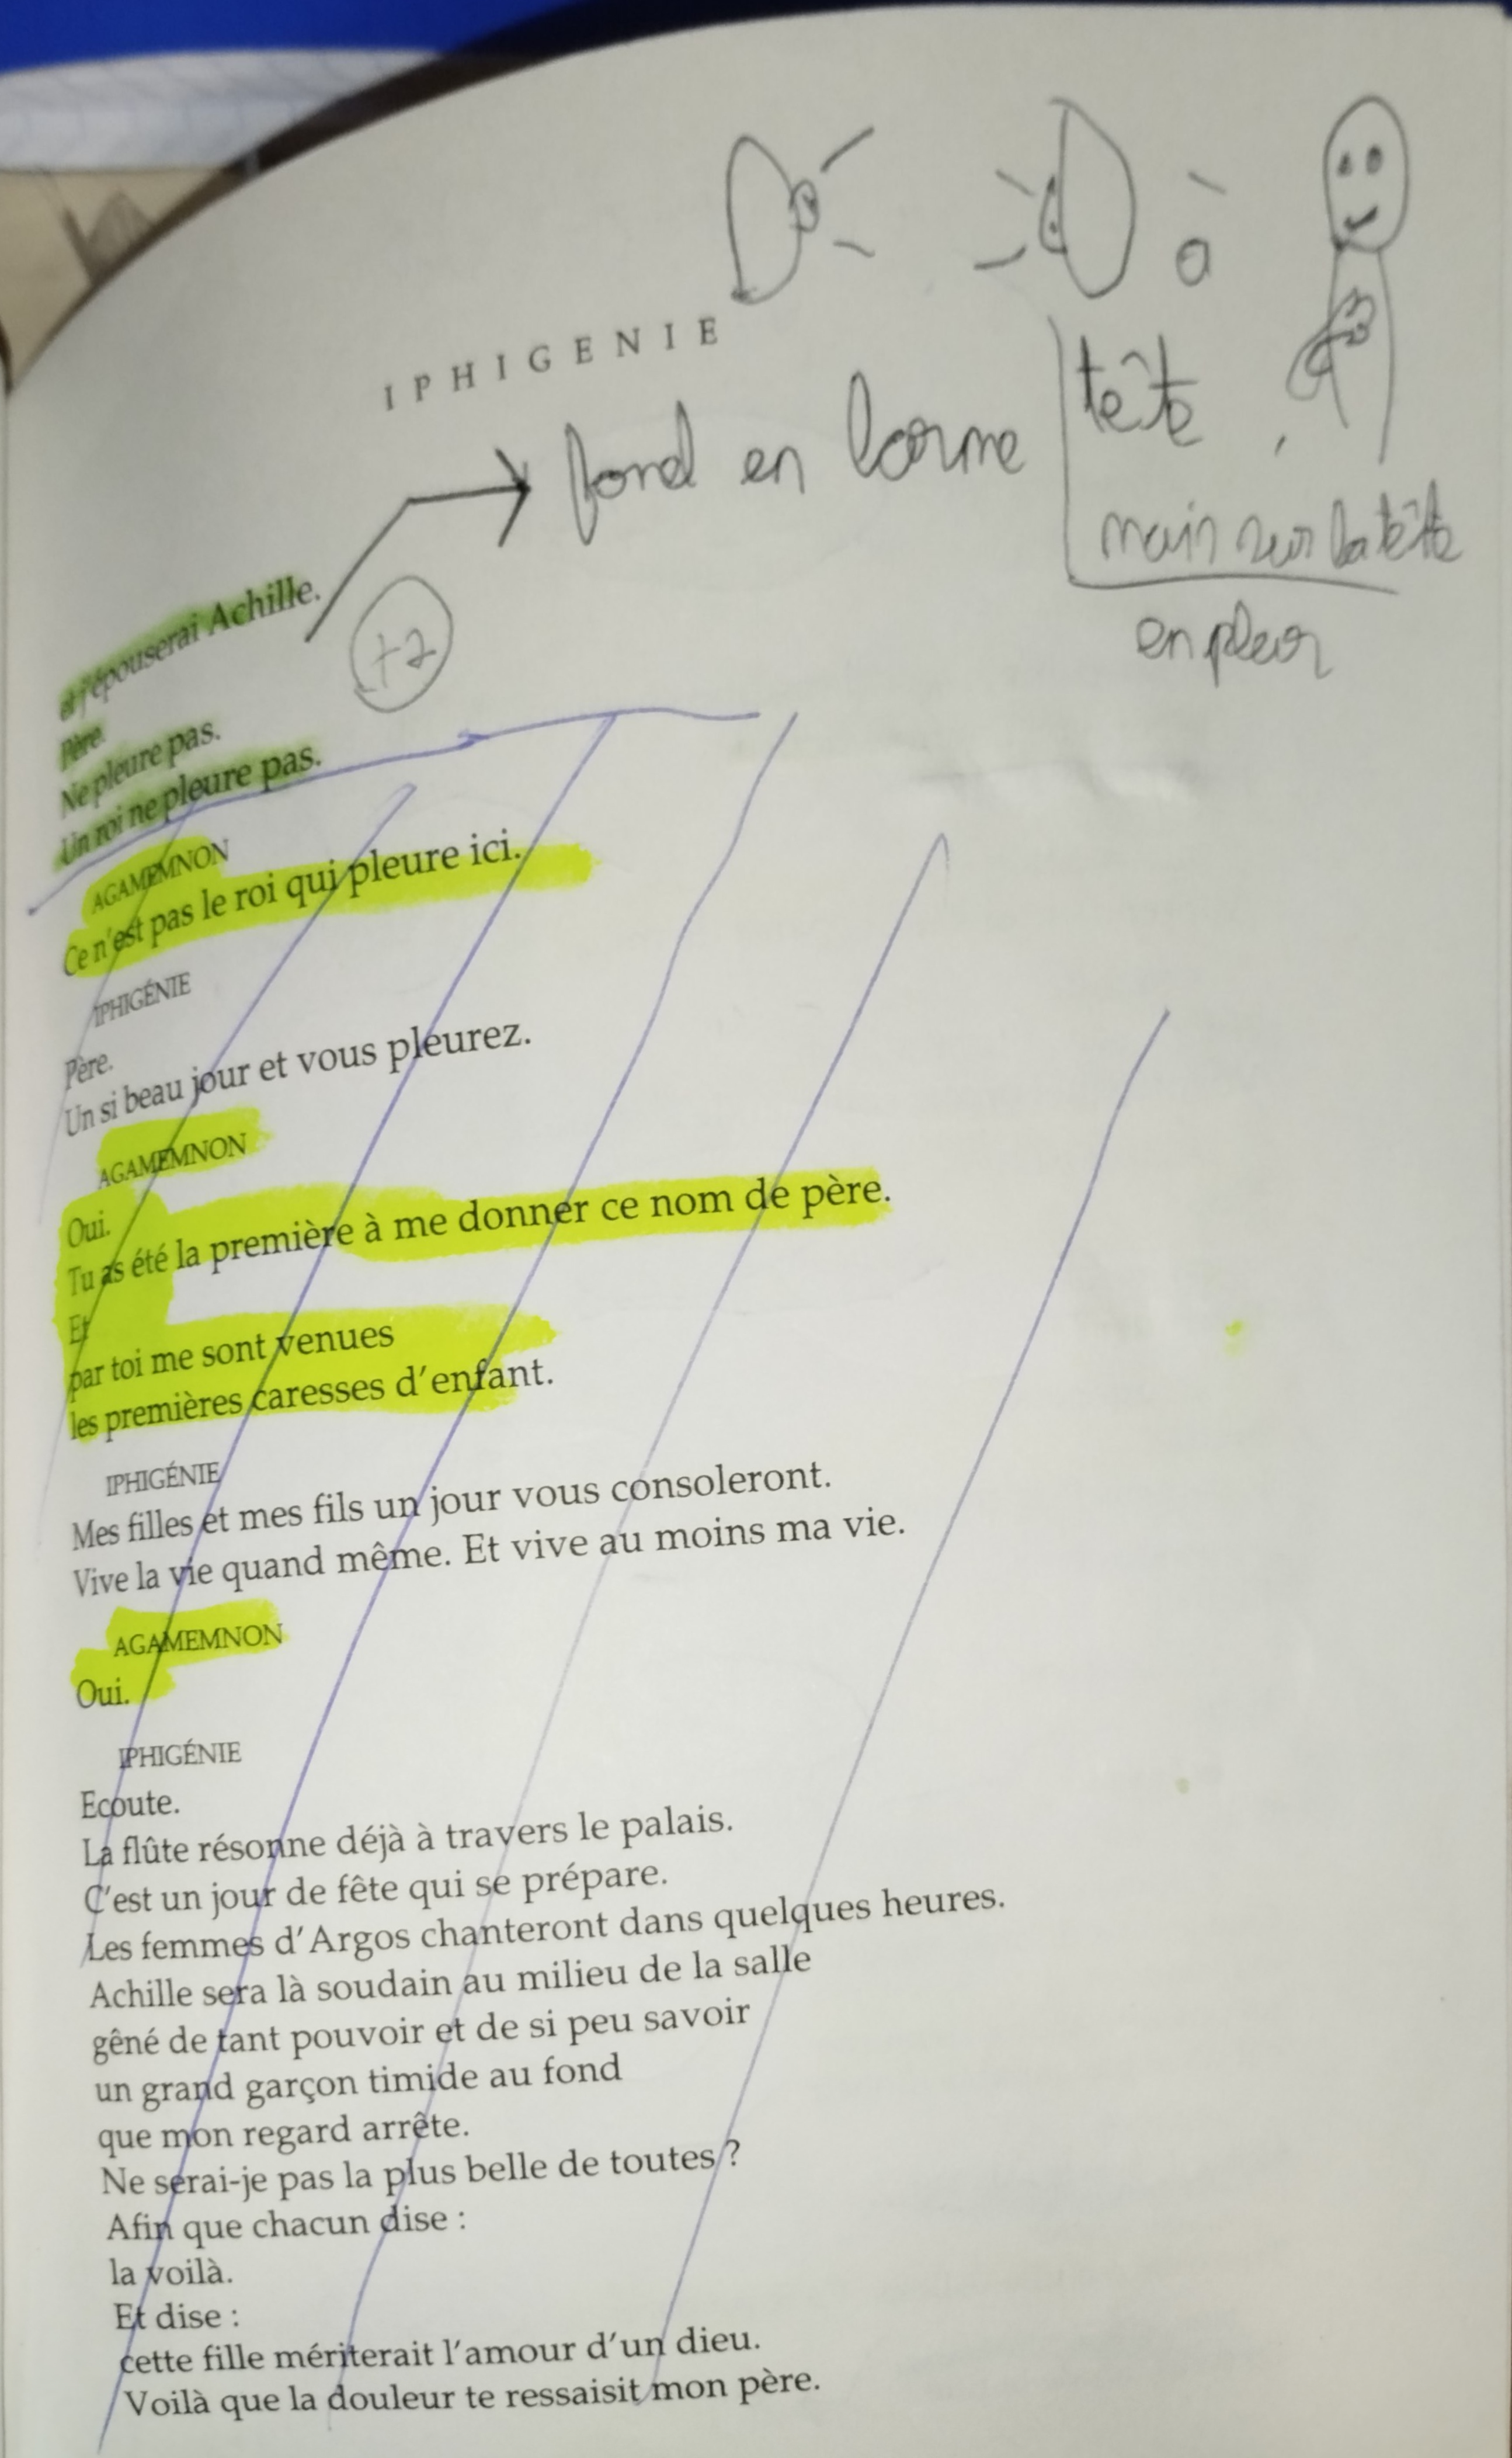 IPHIGENIE
fond en larme
tête
main sur la tête
en pleur
+2
et j'épouserai Achille.
Père.
Ne pleure pas.
Un roi ne pleure pas.
AGAMEMNON
Ce n'est pas le roi qui pleure ici.
IPHIGÉNIE
Père.
Un si beau jour et vous pleurez.
AGAMEMNON
Oui.
Tu as été la première à me donner ce nom de père.
Et
par toi me sont venues
les premières caresses d'enfant.
IPHIGÉNIE
Mes filles et mes fils un jour vous consoleront.
Vive la vie quand même. Et vive au moins ma vie.
AGAMEMNON
Oui.
IPHIGÉNIE
Ecoute.
La flûte résonne déjà à travers le palais.
C'est un jour de fête qui se prépare.
Les femmes d'Argos chanteront dans quelques heures.
Achille sera là soudain au milieu de la salle
gêné de tant pouvoir et de si peu savoir
un grand garçon timide au fond
que mon regard arrête.
Ne serai-je pas la plus belle de toutes ?
Afin que chacun dise :
la voilà.
Et dise :
cette fille mériterait l'amour d'un dieu.
Voilà que la douleur te ressaisit mon père.